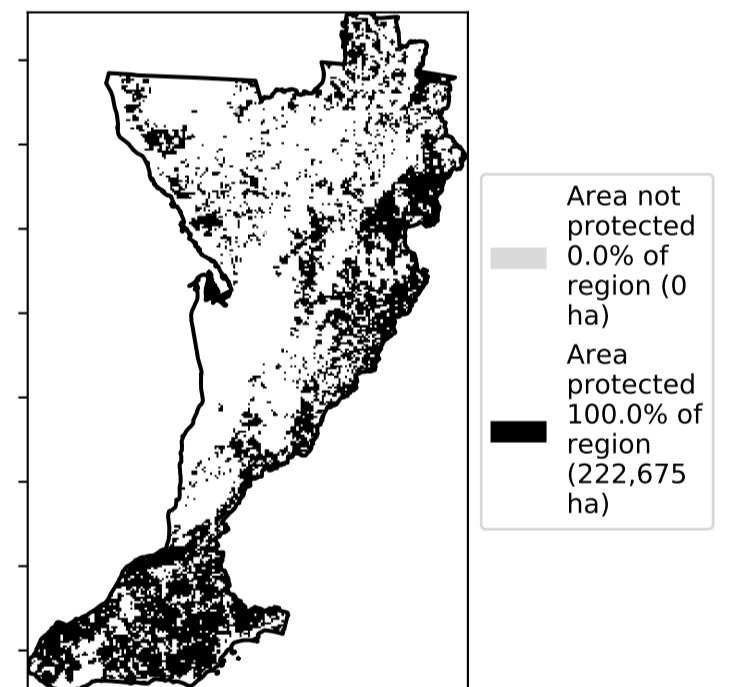 Area not
protected
0.0% of
region (0
ha)
Area
protected
100.0% of
region
(222,675
ha)